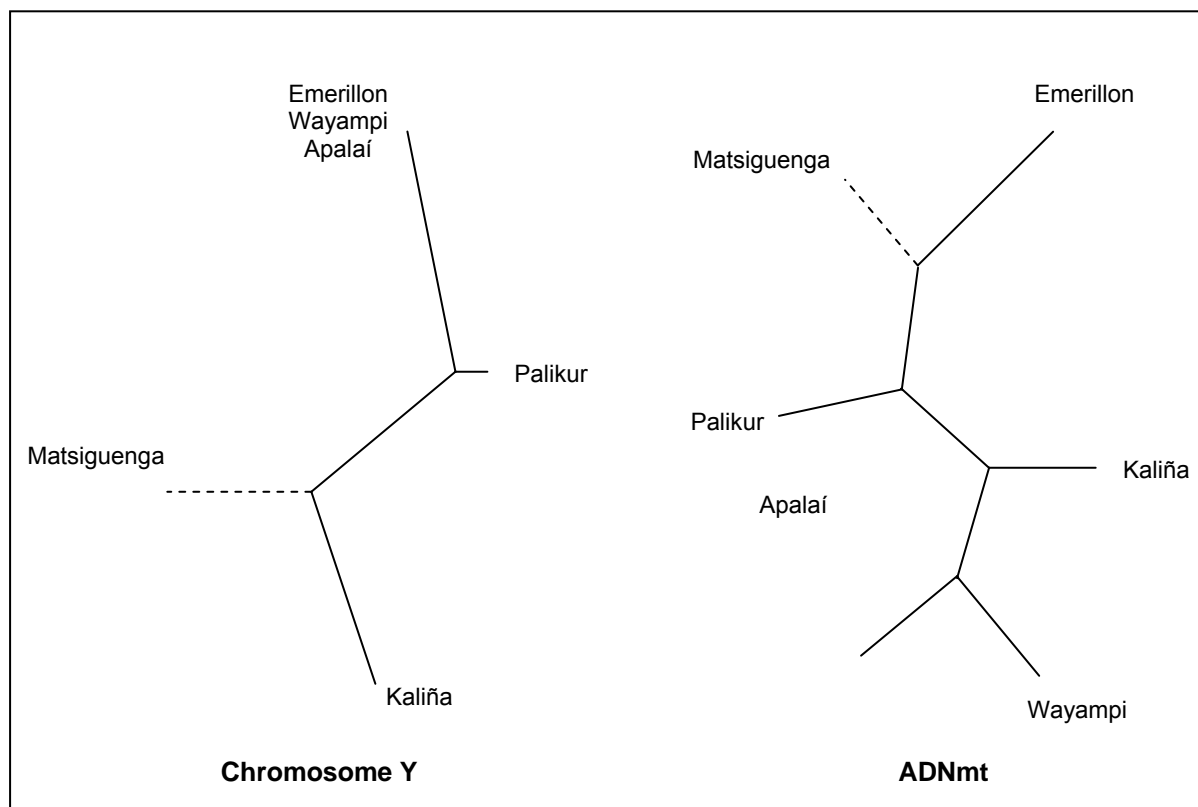 Emerillon
Wayampi
Apalaí
Palikur
Matsiguenga
Kaliña
Chromosome Y
Emerillon
Matsiguenga
Palikur
Kaliña
Apalaí
Wayampi
ADNmt